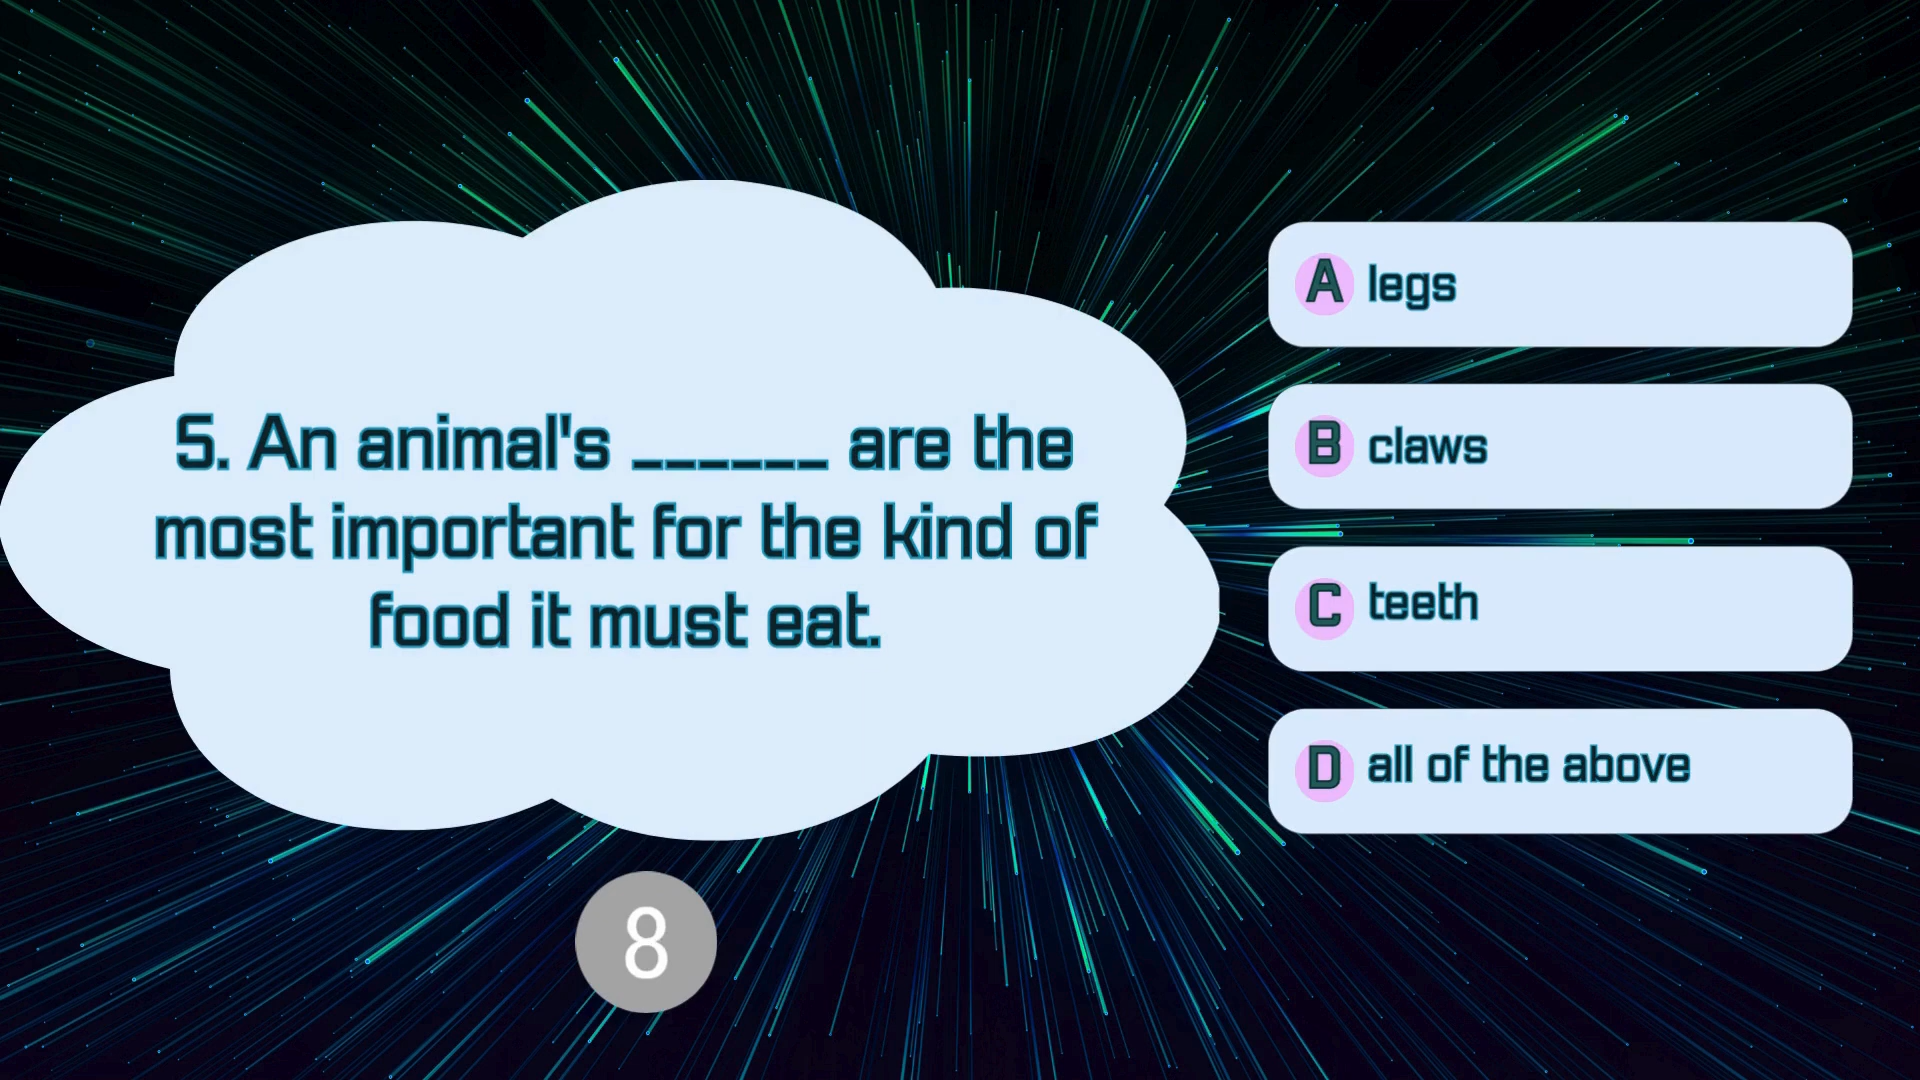 5. An animal's ______ are the
most important for the kind of
food it must eat.
A legs
B claws
C teeth
D all of the above
8